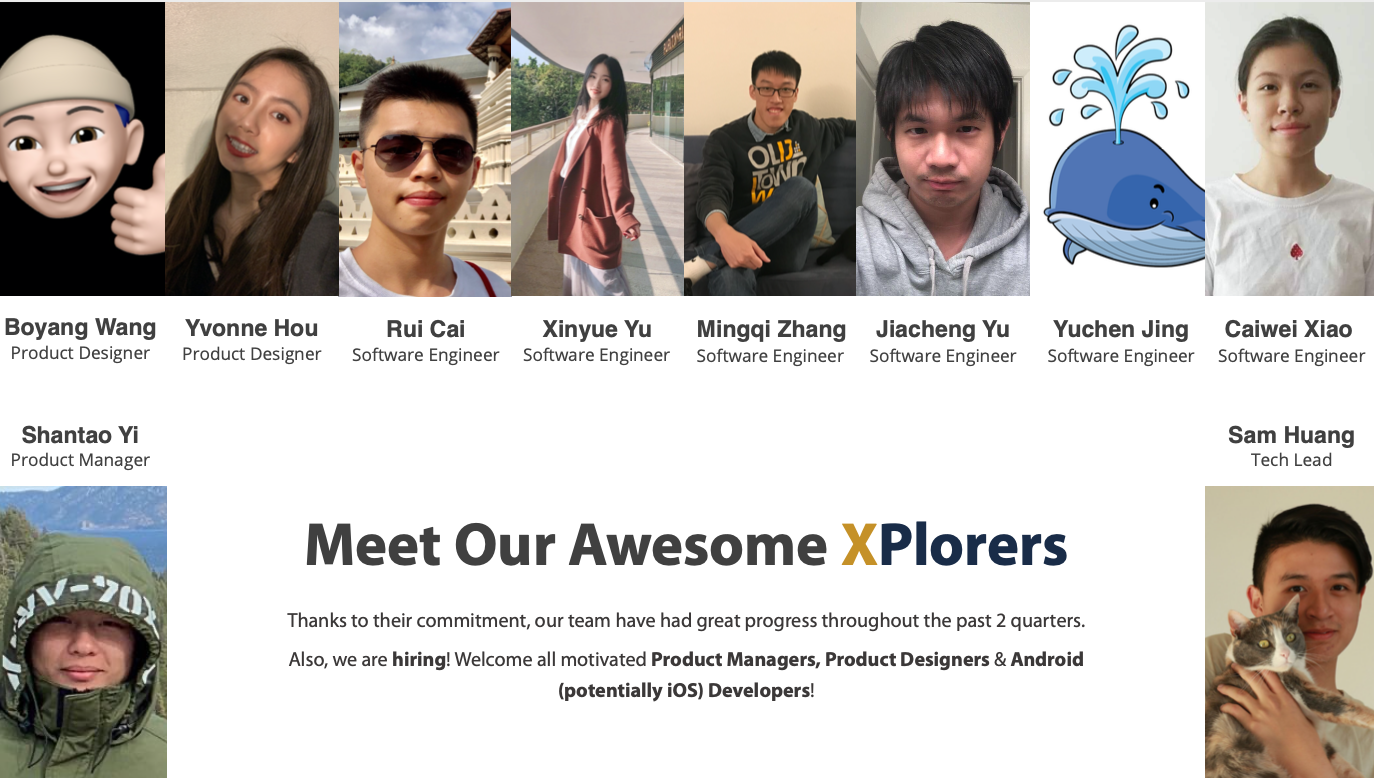 Boyang Wang
Product Designer
Yvonne Hou
Product Designer
Rui Cai
Software Engineer
Xinyue Yu
Software Engineer
Mingqi Zhang
Software Engineer
Jiacheng Yu
Software Engineer
Yuchen Jing
Software Engineer
Caiwei Xiao
Software Engineer
Shantao Yi
Product Manager
Sam Huang
Tech Lead
Meet Our Awesome XPlorers
Thanks to their commitment, our team have had great progress throughout the past 2 quarters.
Also, we are hiring! Welcome all motivated Product Managers, Product Designers & Android
(potentially iOS) Developers!